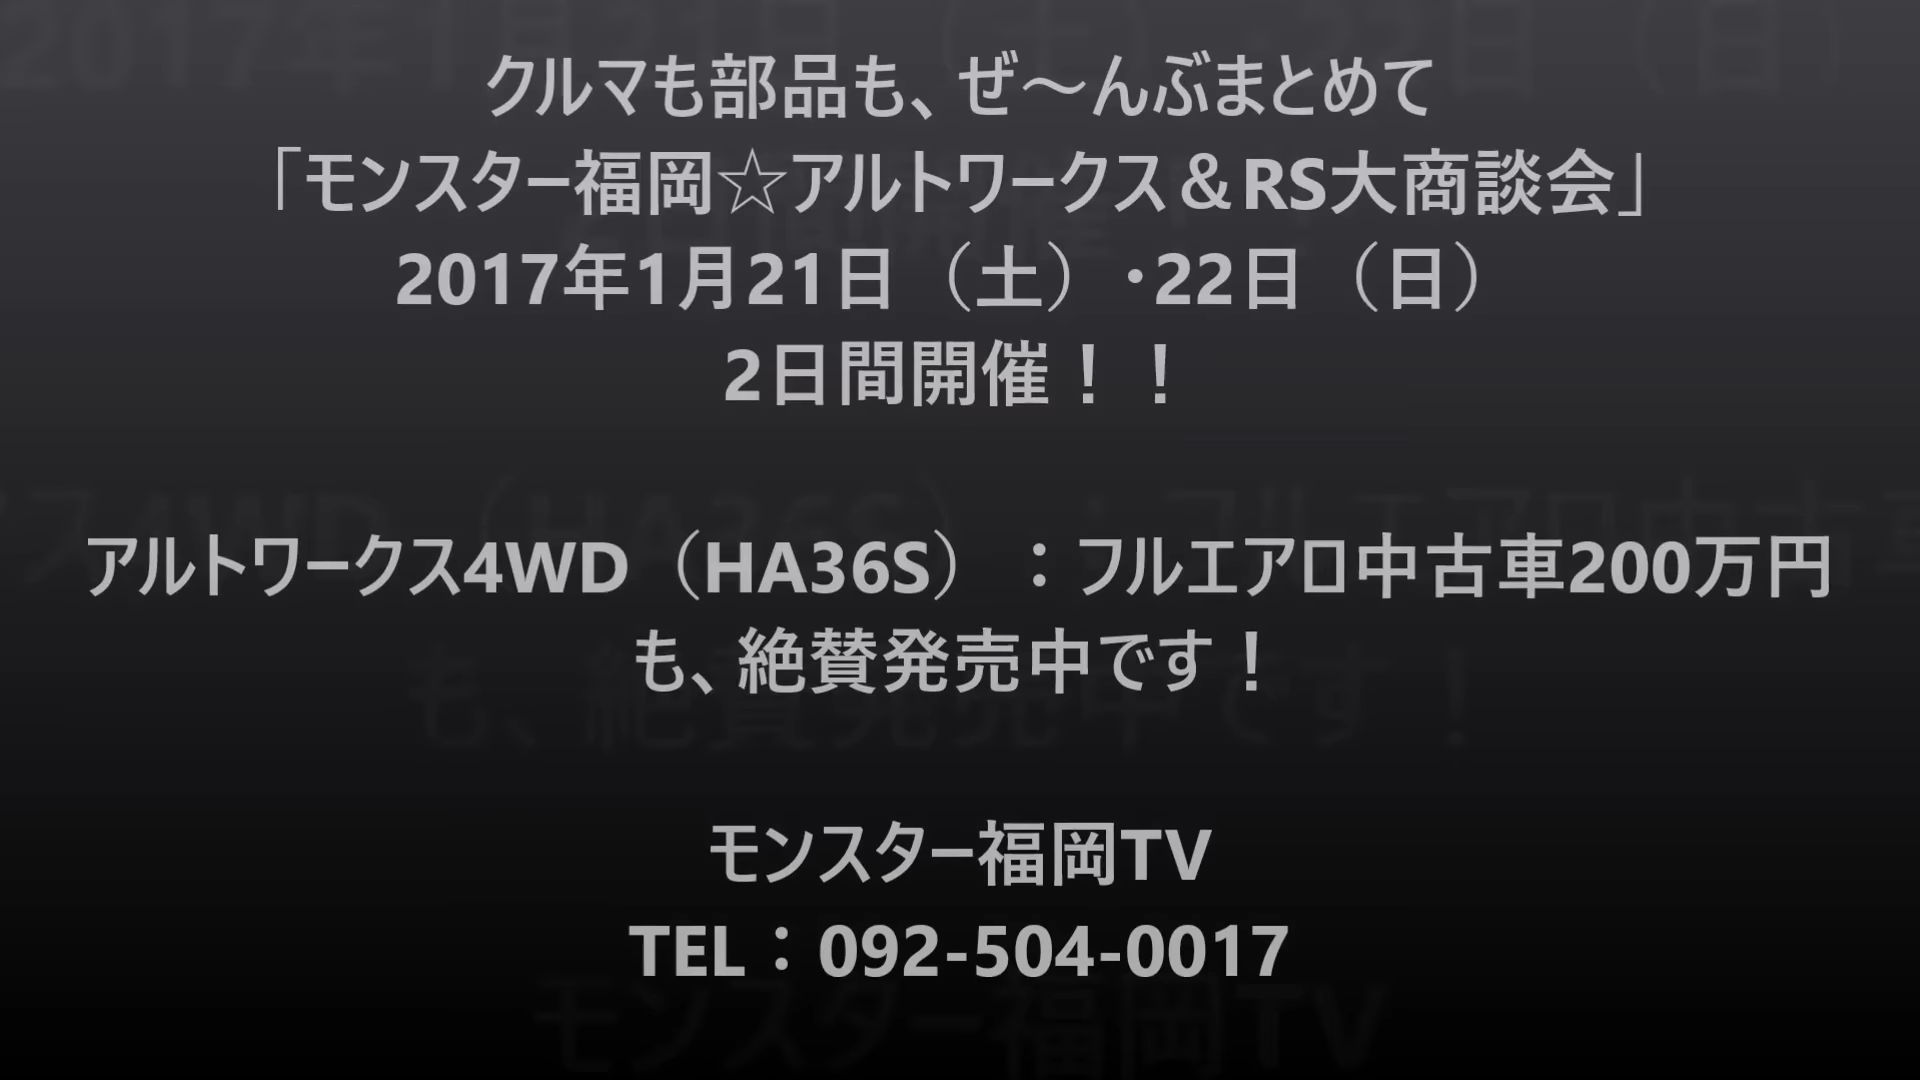 クルマも部品も、ぜ～んぶまとめて
「モンスター福岡☆アルトワークス＆RS大商談会」
2017年1月21日（土）・22日（日）
2日間開催！！
アルトワークス4WD（HA36S）：フルエアロ中古車200万円
も、絶賛発売中です！
モンスター福岡TV
TEL：092-504-0017